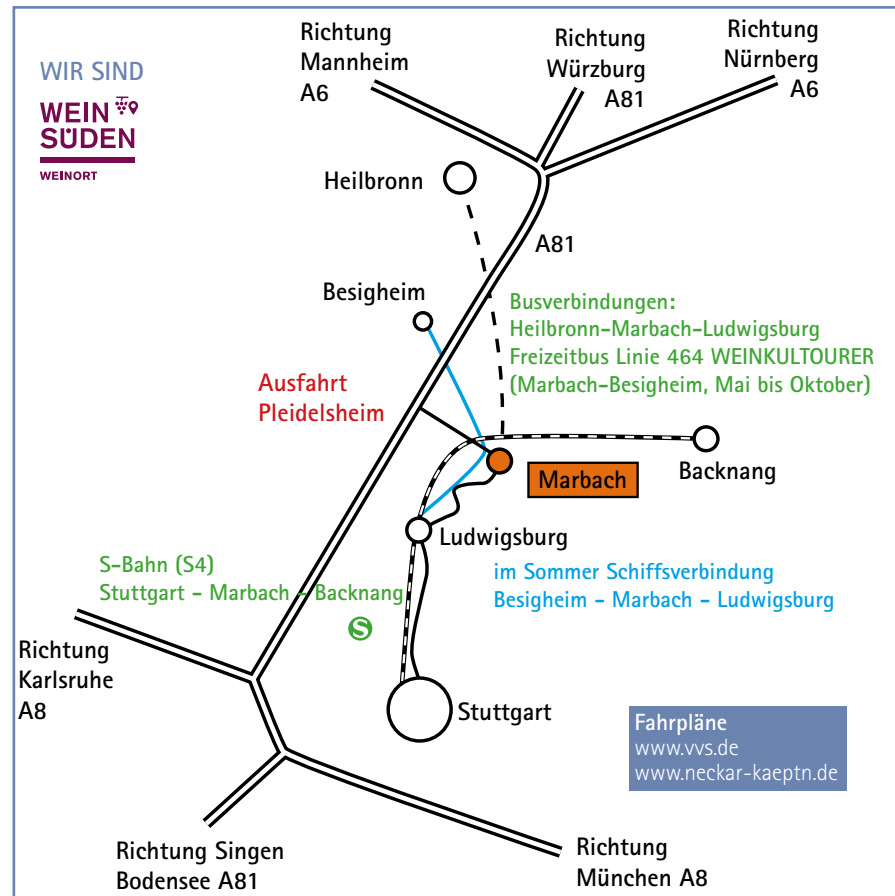 WIR SIND
WEIN
SÜDEN
WEINORT
Richtung
Mannheim
A6
Richtung
Würzburg
A81
Richtung
Nürnberg
A6
Heilbronn
A81
Besigheim
Busverbindungen:
Heilbronn-Marbach-Ludwigsburg
Freizeitbus Linie 464 WEINKULTOURER
(Marbach-Besigheim, Mai bis Oktober)
Ausfahrt
Pleidelsheim
Backnang
Marbach
Ludwigsburg
S-Bahn (S4)
Stuttgart - Marbach - Backnang
S
im Sommer Schiffsverbindung
Besigheim - Marbach - Ludwigsburg
Richtung
Karlsruhe
A8
Stuttgart
Fahrpläne
www.vvs.de
www.neckar-kaeptn.de
Richtung Singen
Bodensee A81
Richtung
München A8